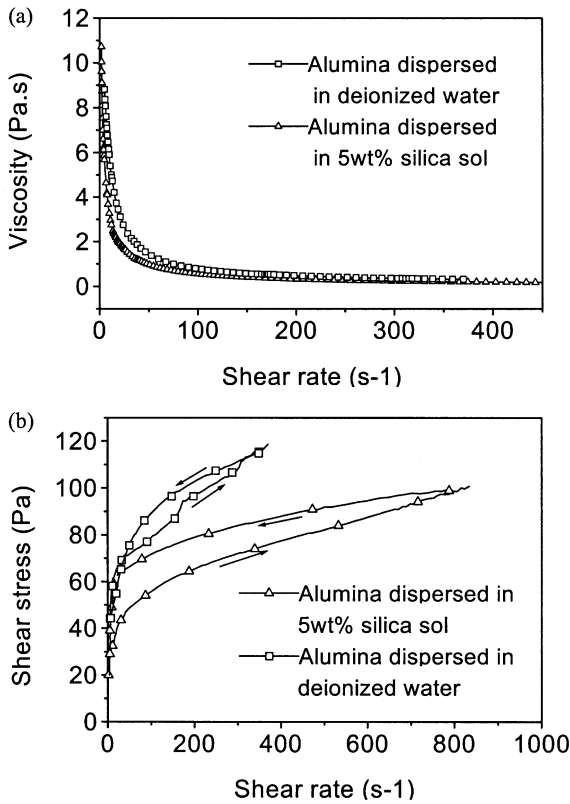 (a)
12
10
8
6
4
2
0
Viscosity (Pa.s)
Alumina dispersed
in deionized water
Alumina dispersed
in 5wt% silica sol
0 100 200 300 400
Shear rate (s-1)
(b)
120
100
80
60
40
20
0
Shear stress (Pa)
Alumina dispersed in
5wt% silica sol
Alumina dispersed in
deionized water
0 200 400 600 800 1000
Shear rate (s-1)